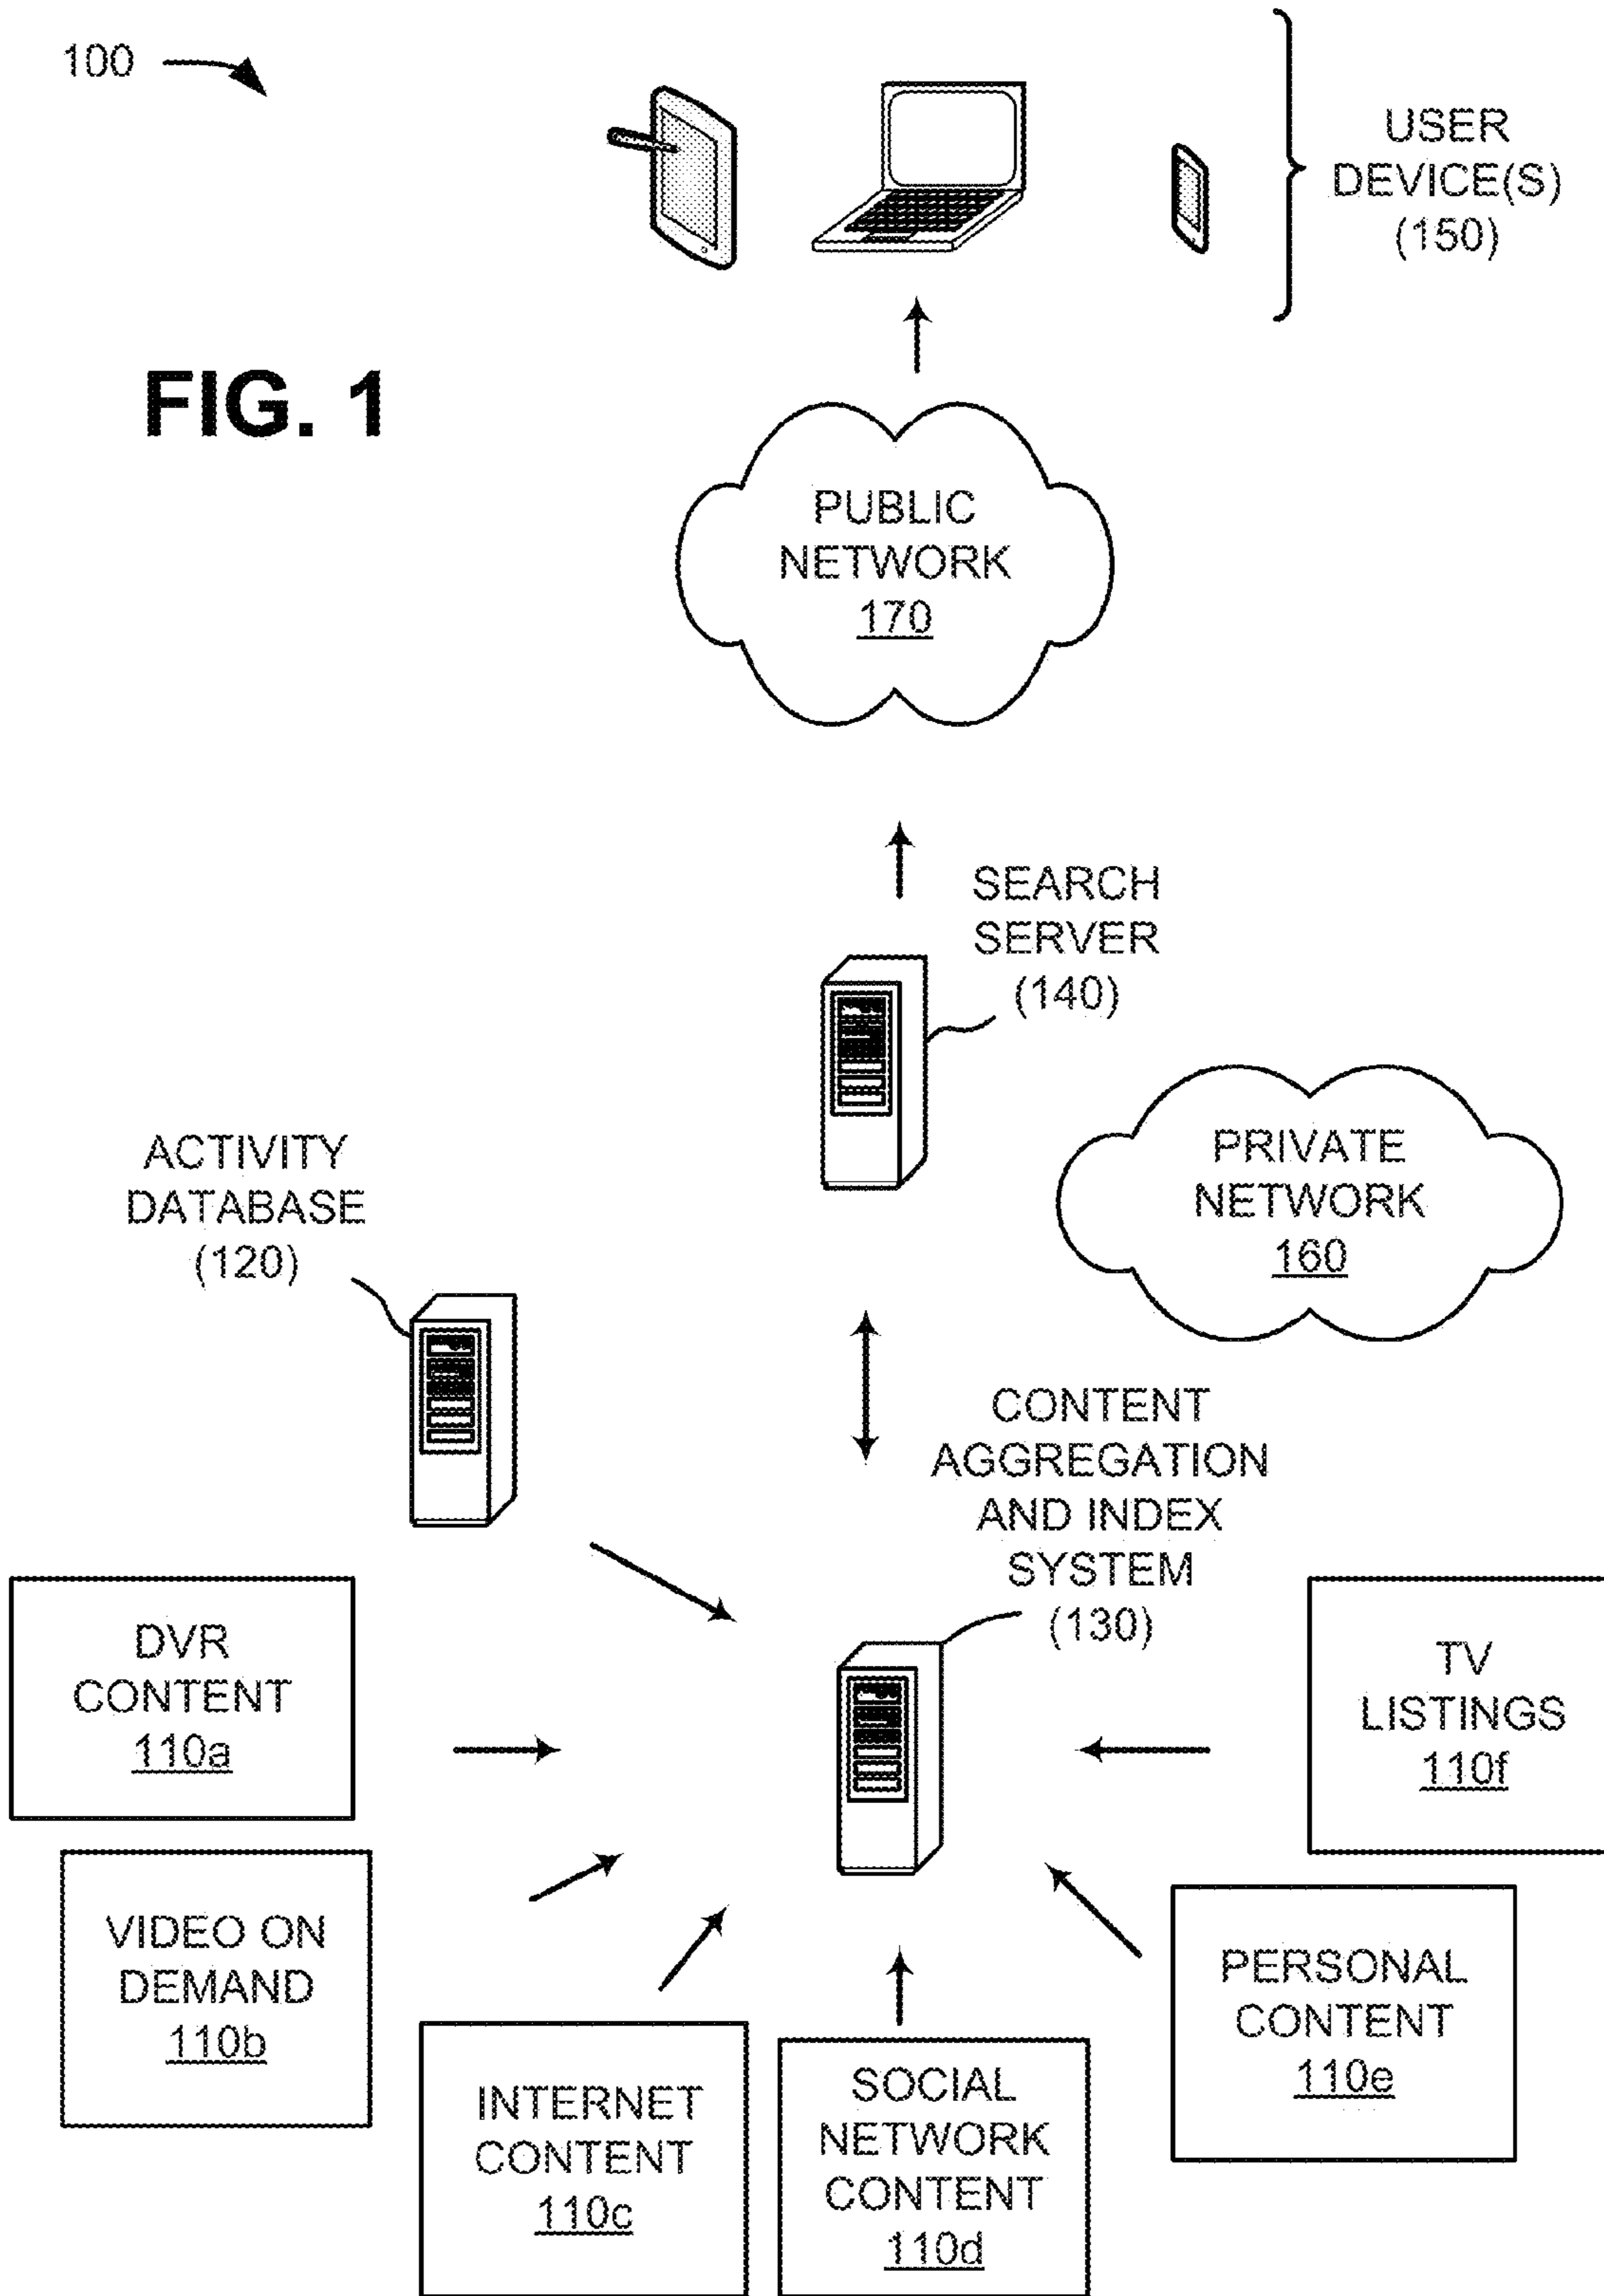 100
USER
DEVICE(S)
(150)
FIG. 1
PUBLIC
NETWORK
170
SEARCH
SERVER
(140)
PRIVATE
NETWORK
160
ACTIVITY
DATABASE
(120)
CONTENT
AGGREGATION
AND INDEX
SYSTEM
(130)
DVR
CONTENT
110a
TV
LISTINGS
110f
VIDEO ON
DEMAND
110b
PERSONAL
CONTENT
110e
INTERNET
CONTENT
110c
SOCIAL
NETWORK
CONTENT
110d